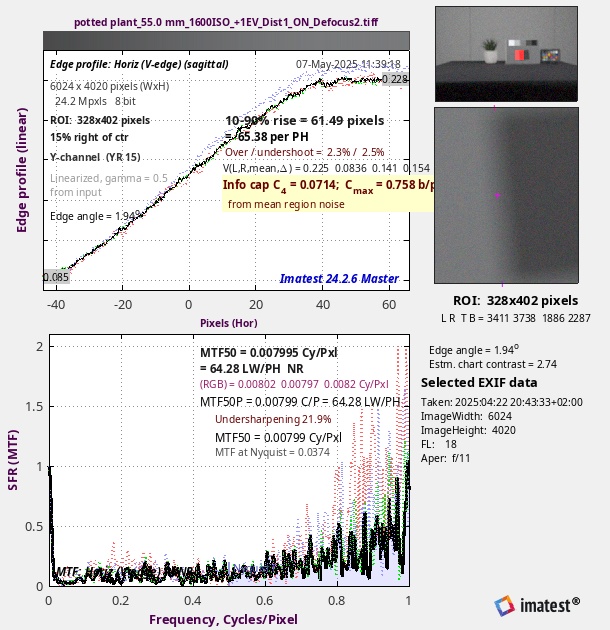 potted plant_55.0 mm_1600ISO_+1EV_Dist1_ON_Defocus2.tiff
Edge profile: Horiz (V-edge) (sagittal)
07-May-2025 11:39:18
6024 x 4020 pixels (WxH)
24.2 Mpxls 8 bit
ROI: 328x402 pixels
15% right of ctr
Y-channel (YR 15)
Linearized, gamma = 0.5
from input
Edge angle = 1.94º
0.228
10-90% rise = 61.49 pixels
= 65.38 per PH
Over / undershoot = 2.3% / 2.5%
V(L,R,mean,Δ) = 0.225 0.0836 0.141 0.154
Info cap C4 = 0.0714; Cmax = 0.758 b/p
from mean region noise
0.085
Imatest 24.2.6 Master
Edge profile (linear)
-40 -20 0 20 40 60
Pixels (Hor)
ROI: 328x402 pixels
L R T B = 3411 3738 1886 2287
Edge angle = 1.94º
Estm. chart contrast = 2.74
Selected EXIF data
Taken: 2025:04:22 20:43:33+02:00
ImageWidth: 6024
ImageHeight: 4020
FL: 18
Aper: f/11
MTF50 = 0.007995 Cy/Pxl
= 64.28 LW/PH NR
(RGB) = 0.00802 0.00797 0.0082 Cy/Pxl
MTF50P = 0.00799 C/P = 64.28 LW/PH
Undersharpening 21.9%
MTF50 = 0.00799 Cy/Pxl
MTF at Nyquist = 0.0374
SFR (MTF)
2
1.5
1
0.5
0
MTF: Horiz
0 0.2 0.4 0.6 0.8 1
Frequency, Cycles/Pixel
imatest®